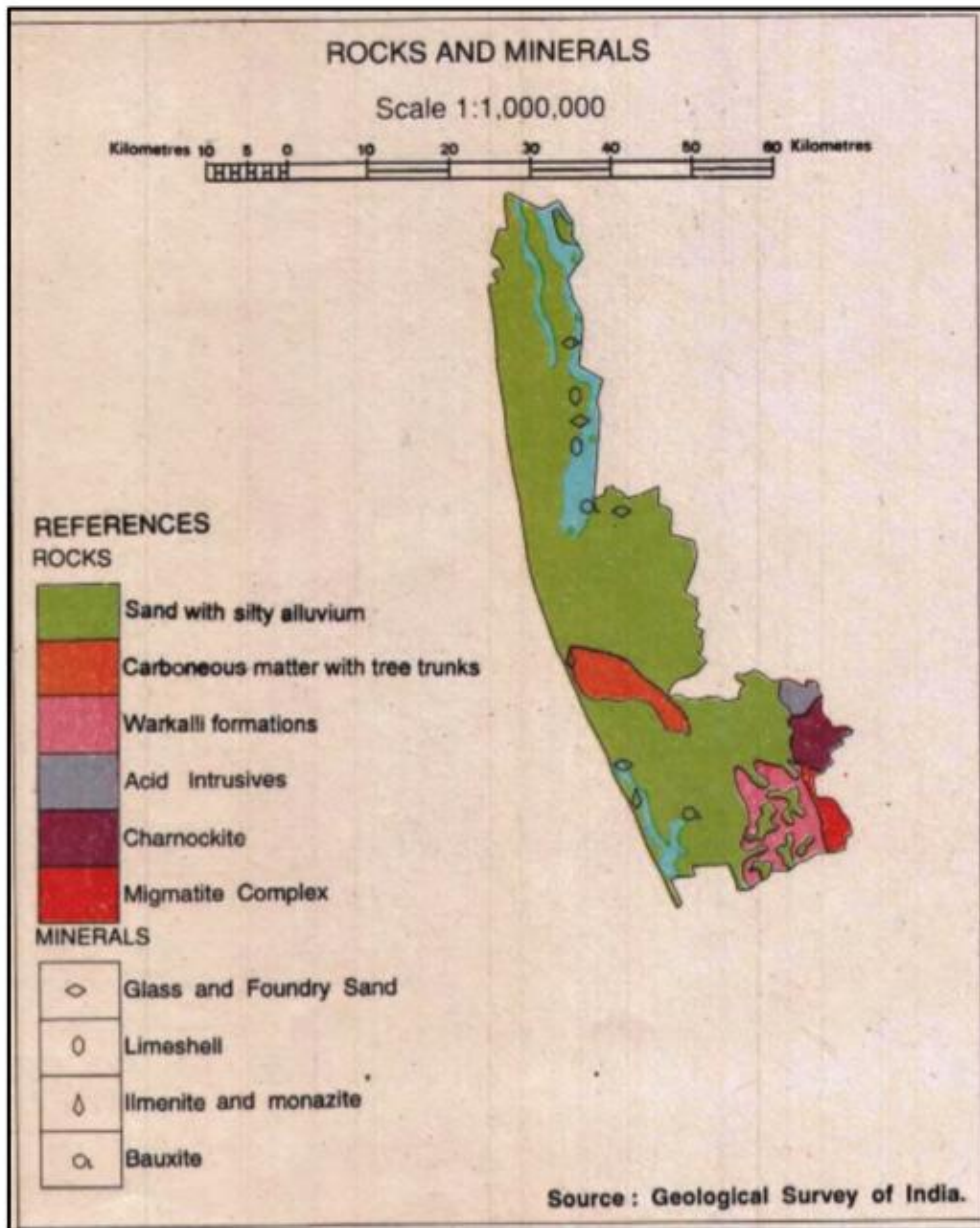 ROCKS AND MINERALS
Scale 1:1,000,000
Kilometres 10 5 0 10 20 30 40 50 60 Kilometres
REFERENCES
ROCKS
Sand with silty alluvium
Carboneous matter with tree trunks
Warkalli formations
Acid Intrusives
Charnockite
Migmatite Complex
MINERALS
Glass and Foundry Sand
Limeshell
Ilmenite and monazite
Bauxite
Source : Geological Survey of India.